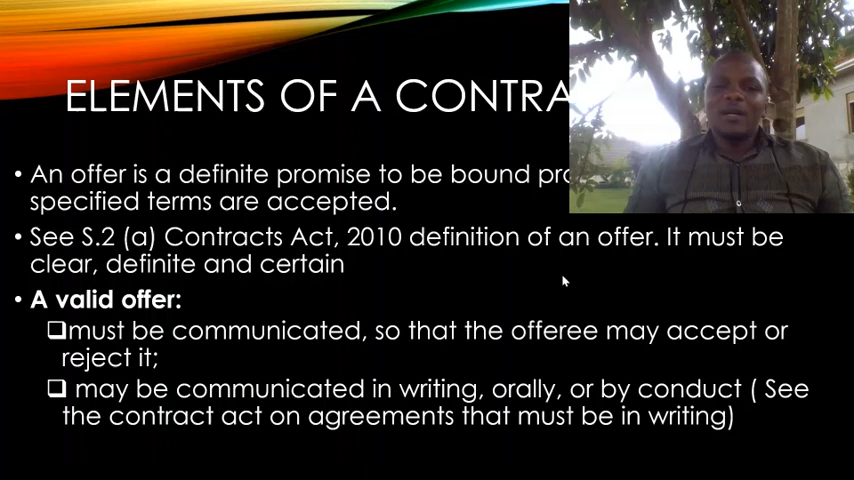 ELEMENTS OF A CONTRA
• An offer is a definite promise to be bound pro
specified terms are accepted.
• See S.2 (a) Contracts Act, 2010 definition of an offer. It must be
clear, definite and certain
• A valid offer:
❑must be communicated, so that the offeree may accept or
reject it;
❑ may be communicated in writing, orally, or by conduct ( See
the contract act on agreements that must be in writing)